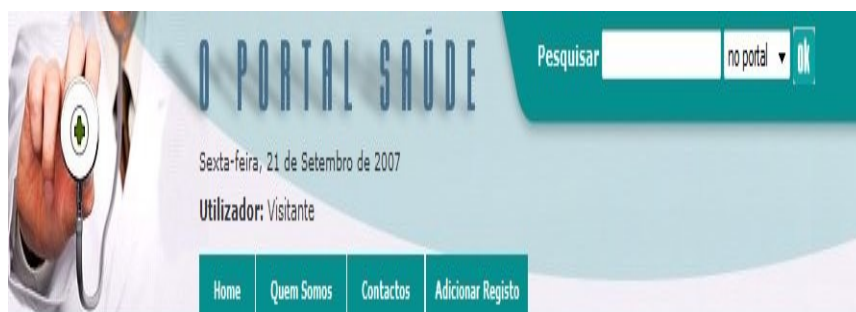 O PORTAL SAÚDE
Pesquisar no portal ok
Sexta-feira, 21 de Setembro de 2007
Utilizador: Visitante
Home Quem Somos Contactos Adicionar Registo